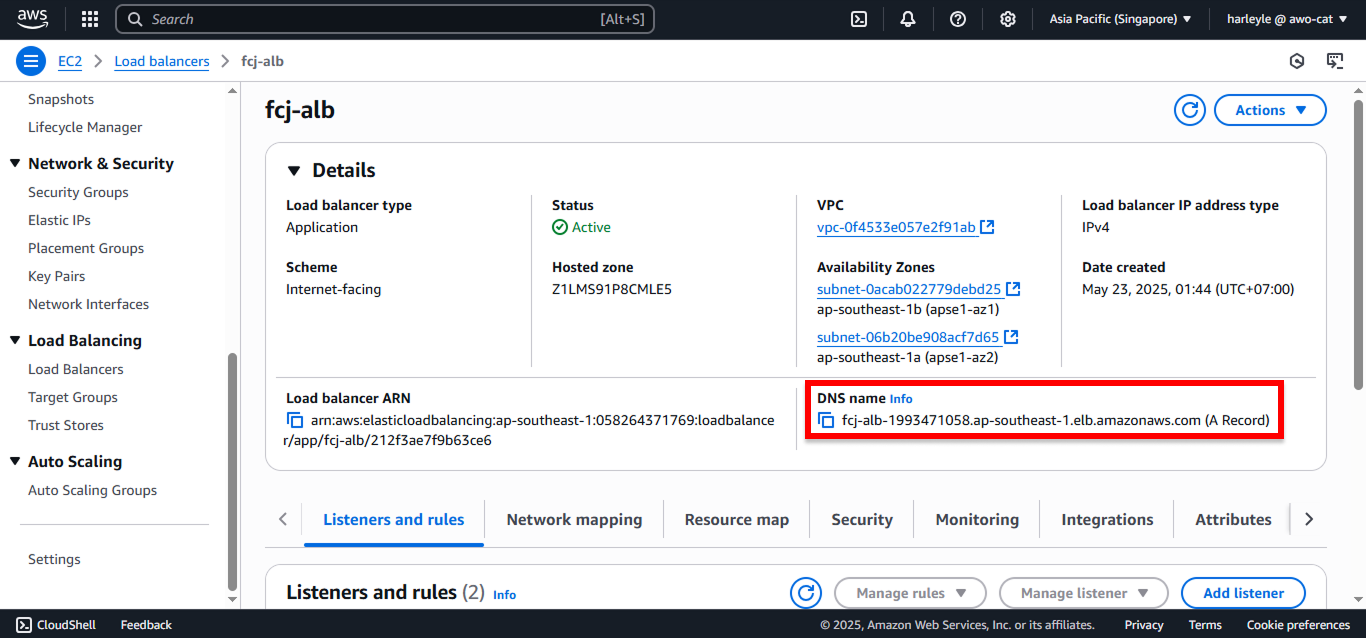 aws
Search [Alt+S]
Asia Pacific (Singapore)
harleyle @ awo-cat
EC2
Load balancers
fcj-alb
Snapshots
Lifecycle Manager
Network & Security
Security Groups
Elastic IPs
Placement Groups
Key Pairs
Network Interfaces
Load Balancing
Load Balancers
Target Groups
Trust Stores
Auto Scaling
Auto Scaling Groups
Settings
fcj-alb
Actions
Details
Load balancer type
Application
Status
Active
VPC
vpc-0f4533e057e2f91ab
Load balancer IP address type
IPv4
Scheme
Internet-facing
Hosted zone
Z1LMS91P8CMLE5
Availability Zones
subnet-0acab022779debd25
ap-southeast-1b (apse1-az1)
subnet-06b20be908acf7d65
ap-southeast-1a (apse1-az2)
Date created
May 23, 2025, 01:44 (UTC+07:00)
Load balancer ARN
arn:aws:elasticloadbalancing:ap-southeast-1:058264371769:loadbalance
r/app/fcj-alb/212f3ae7f9b63ce6
DNS name Info
fcj-alb-1993471058.ap-southeast-1.elb.amazonaws.com (A Record)
Listeners and rules
Network mapping
Resource map
Security
Monitoring
Integrations
Attributes
Listeners and rules (2) Info
Manage rules
Manage listener
Add listener
CloudShell
Feedback
© 2025, Amazon Web Services, Inc. or its affiliates.
Privacy
Terms
Cookie preferences